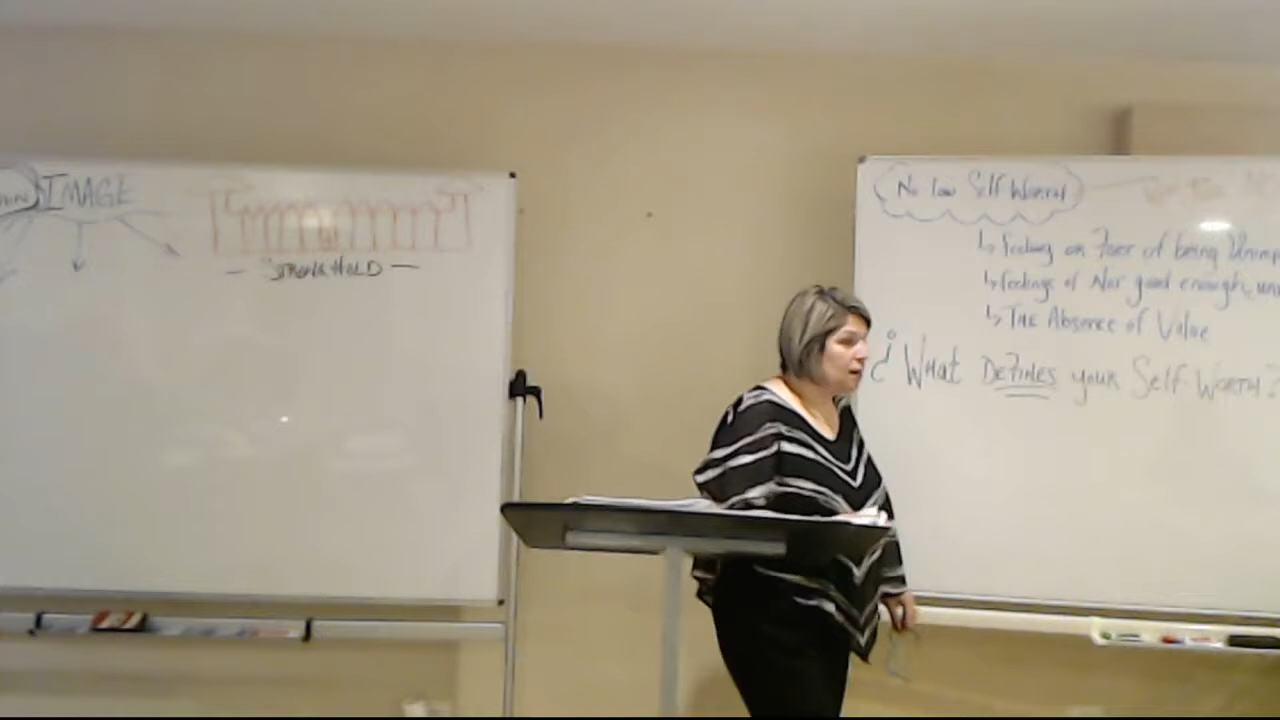 IMAGE
- STRONGHOLD -
No Low Self Worth
↳ Feeling or Fear of being
↳ Feelings of Not good enough,
↳ The Absence of Value
¿ What DEFINES your Self-Worth?